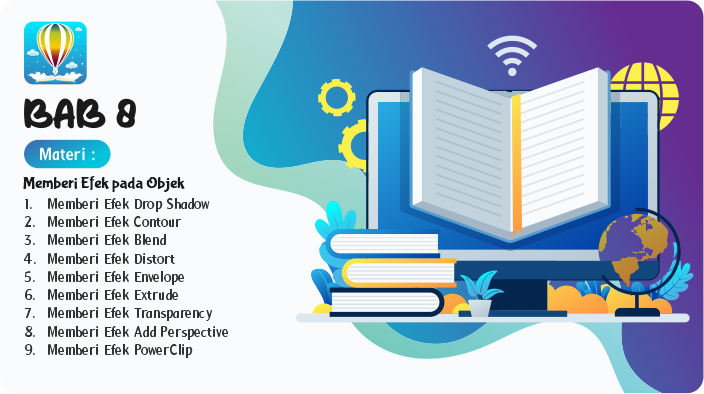 BAB 8
Materi :
Memberi Efek pada Objek
1. Memberi Efek Drop Shadow
2. Memberi Efek Contour
3. Memberi Efek Blend
4. Memberi Efek Distort
5. Memberi Efek Envelope
6. Memberi Efek Extrude
7. Memberi Efek Transparency
8. Memberi Efek Add Perspective
9. Memberi Efek PowerClip